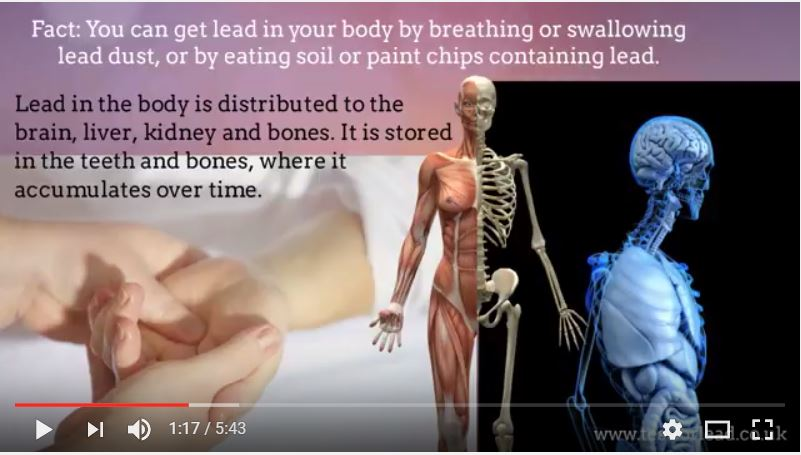 Fact: You can get lead in your body by breathing or swallowing
lead dust, or by eating soil or paint chips containing lead.
Lead in the body is distributed to the
brain, liver, kidney and bones. It is stored
in the teeth and bones, where it
accumulates over time.
1:17 / 5:43